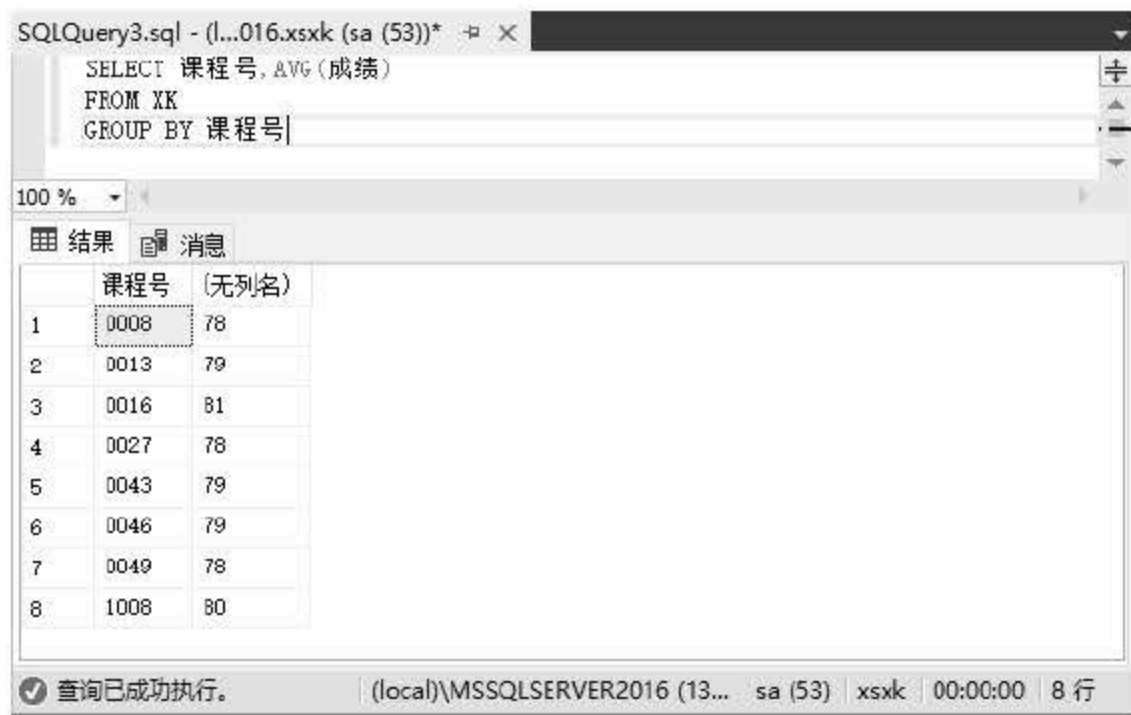 SQLQuery3.sql - (l...016.xsxk (sa (53))*
SELECT 课程号,AVG(成绩)
FROM XK
GROUP BY 课程号
100 %
结果 消息
课程号 (无列名)
1 0008 78
2 0013 79
3 0016 81
4 0027 78
5 0043 79
6 0046 79
7 0049 78
8 1008 80
查询已成功执行。 (local)\MSSQLSERVER2016 (13... sa (53) xsxk 00:00:00 8 行